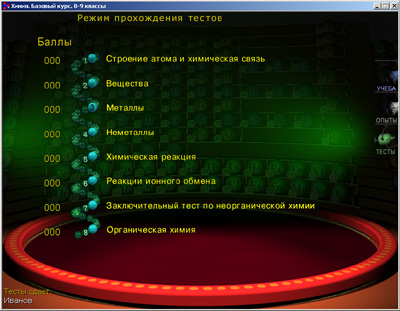 Химия. Базовый курс. 8-9 классы
Режим прохождения тестов
Баллы
000 Строение атома и химическая связь
000 2 Вещества
000 Металлы
000 4 Неметаллы
000 5 Химическая реакция
000 6 Реакции ионного обмена
000 7 Заключительный тест по неорганической химии
000 8 Органическая химия
УЧЕБА
ОПЫТЫ
ТЕСТЫ
Тесты сдает:
Иванов